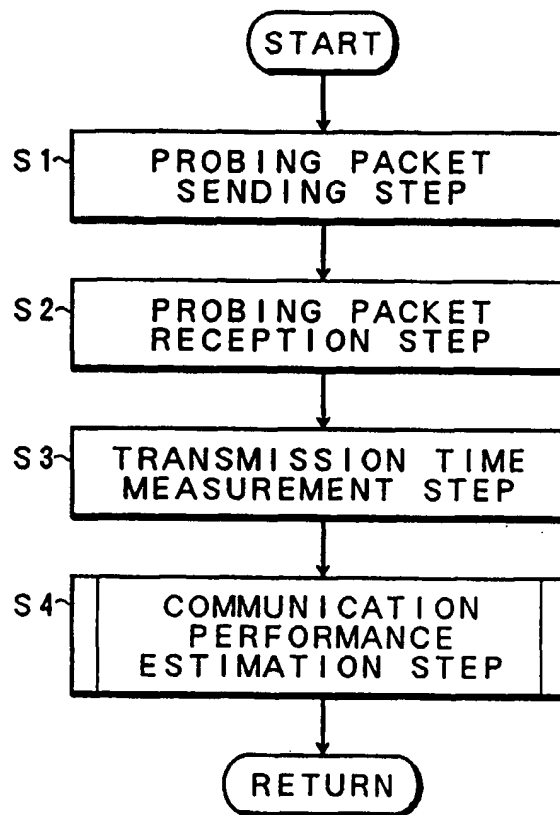 START
S1~ PROBING PACKET
SENDING STEP
S2~ PROBING PACKET
RECEPTION STEP
S3~ TRANSMISSION TIME
MEASUREMENT STEP
S4~ COMMUNICATION
PERFORMANCE
ESTIMATION STEP
RETURN